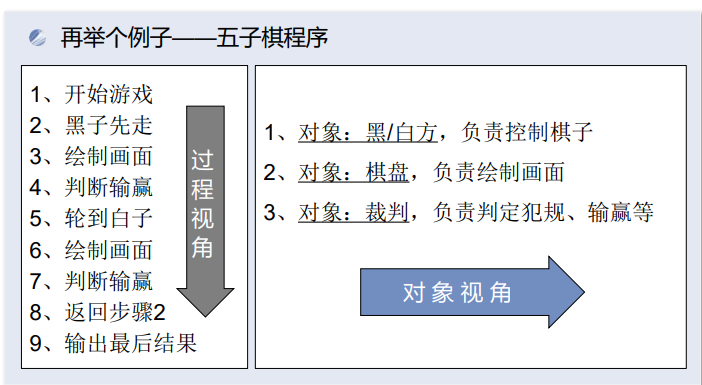 再举个例子——五子棋程序
1、开始游戏
2、黑子先走
3、绘制画面
4、判断输赢
5、轮到白子
6、绘制画面
7、判断输赢
8、返回步骤2
9、输出最后结果
过程视角
1、对象：黑/白方，负责控制棋子
2、对象：棋盘，负责绘制画面
3、对象：裁判，负责判定犯规、输赢等
对象视角